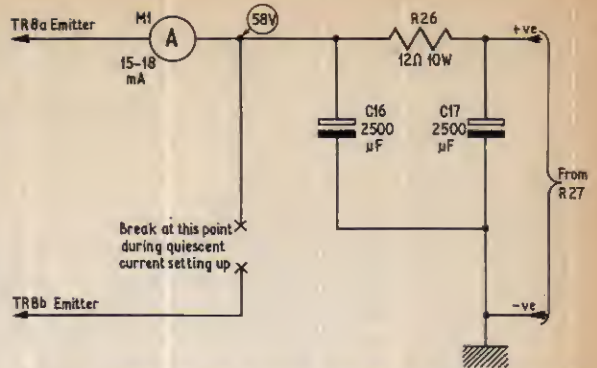 TR8a Emitter
M1
A
15-18
mA
58V
R26
12Ω 10W
+ve
C16
2500
µF
C17
2500
µF
From
R27
Break at this point
during quiescent
current setting up
TR8b Emitter
-ve